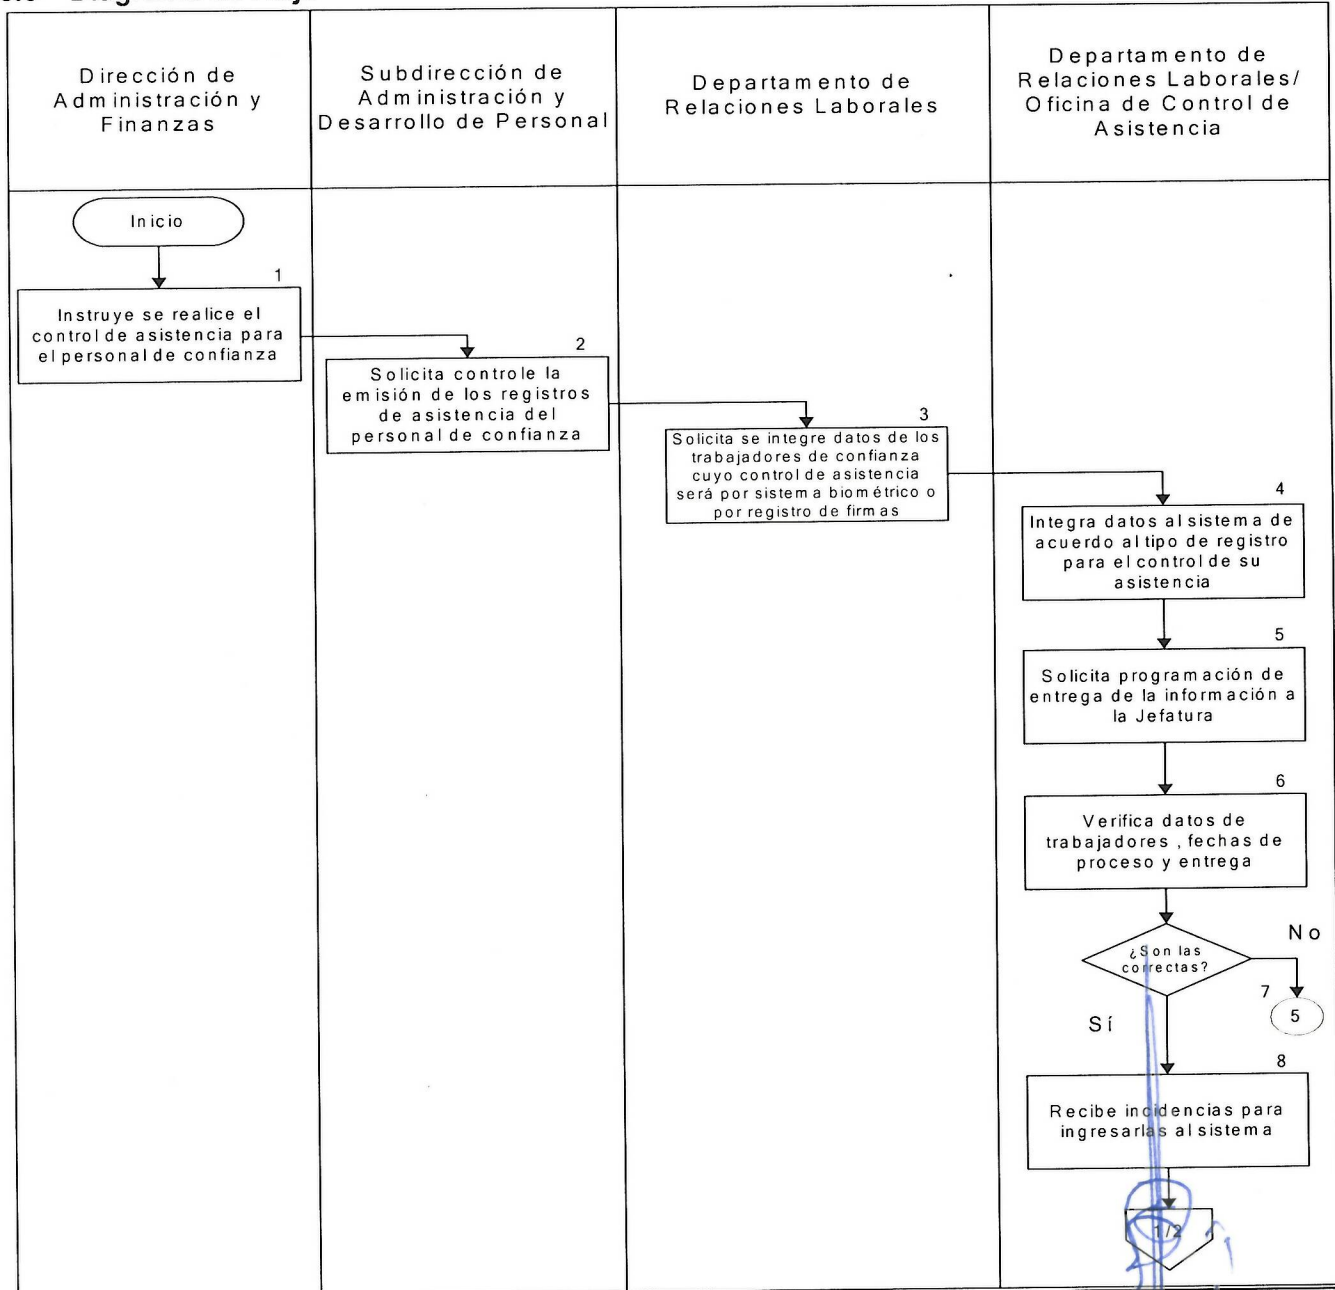 Dirección de
Administración y
Finanzas
Subdirección de
Administración y
Desarrollo de Personal
Departamento de
Relaciones Laborales
Departamento de
Relaciones Laborales/
Oficina de Control de
Asistencia
Inicio
1
Instruye se realice el
control de asistencia para
el personal de confianza
2
Solicita controle la
emisión de los registros
de asistencia del
personal de confianza
3
Solicita se integre datos de los
trabajadores de confianza
cuyo control de asistencia
será por sistema biométrico o
por registro de firmas
4
Integra datos al sistema de
acuerdo al tipo de registro
para el control de su
asistencia
5
Solicita programación de
entrega de la información a
la Jefatura
6
Verifica datos de
trabajadores , fechas de
proceso y entrega
¿Son las
correctas?
No
7
5
Sí
8
Recibe incidencias para
ingresarlas al sistema
1/2